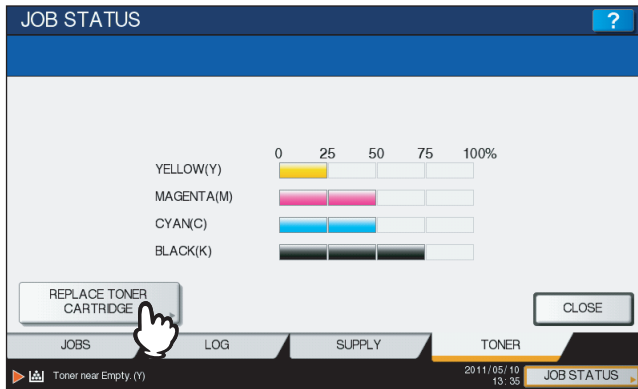 JOB STATUS
?
0 25 50 75 100%
YELLOW(Y)
MAGENTA(M)
CYAN(C)
BLACK(K)
REPLACE TONER
CARTRIDGE
CLOSE
JOBS LOG SUPPLY TONER
Toner near Empty. (Y)
2011/05/10
13:35
JOB STATUS